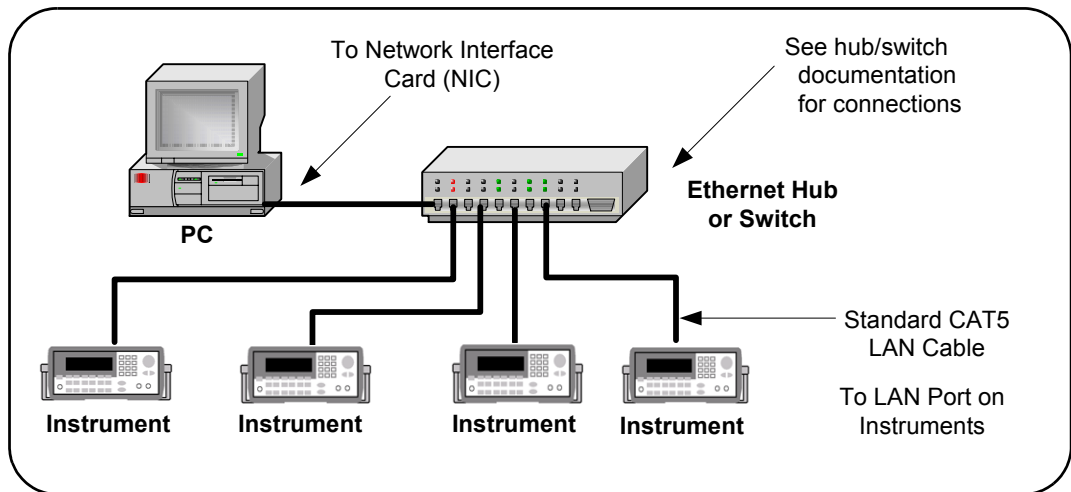 To Network Interface
Card (NIC)
See hub/switch
documentation
for connections
Ethernet Hub
or Switch
PC
Standard CAT5
LAN Cable
To LAN Port on
Instruments
Instrument
Instrument
Instrument
Instrument